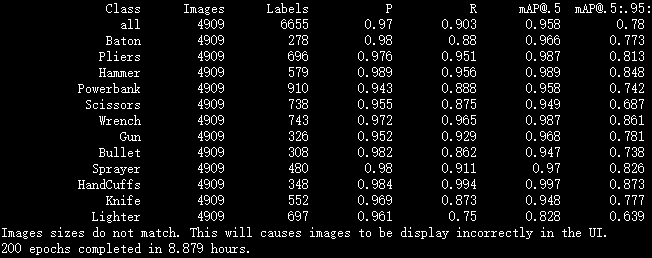 Class Images Labels P R mAP@.5 mAP@.5:.95:
all 4909 6655 0.97 0.903 0.958 0.78
Baton 4909 278 0.98 0.88 0.966 0.773
Pliers 4909 696 0.976 0.951 0.987 0.813
Hammer 4909 579 0.989 0.956 0.989 0.848
Powerbank 4909 910 0.943 0.888 0.958 0.742
Scissors 4909 738 0.955 0.875 0.949 0.687
Wrench 4909 743 0.972 0.965 0.987 0.861
Gun 4909 326 0.952 0.929 0.968 0.781
Bullet 4909 308 0.982 0.862 0.947 0.738
Sprayer 4909 480 0.98 0.911 0.97 0.826
HandCuffs 4909 348 0.984 0.994 0.997 0.873
Knife 4909 552 0.969 0.873 0.948 0.777
Lighter 4909 697 0.961 0.75 0.828 0.639
Images sizes do not match. This will causes images to be display incorrectly in the UI.
200 epochs completed in 8.879 hours.